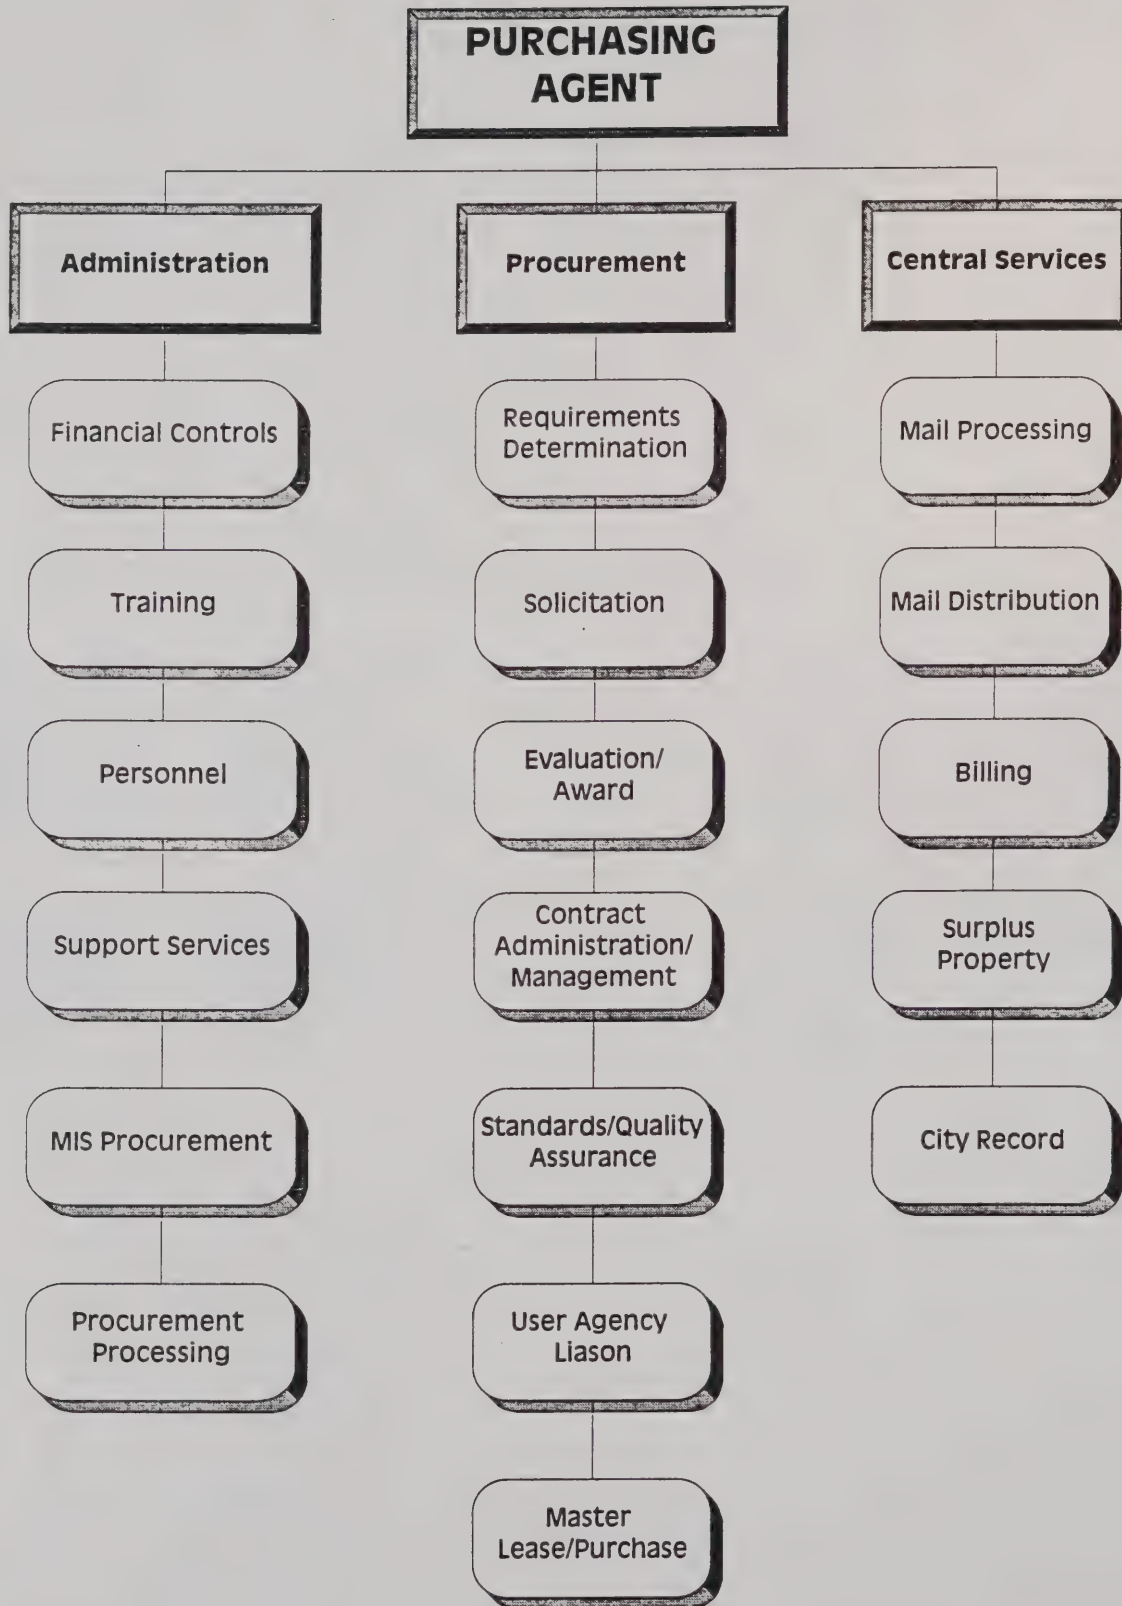 PURCHASING
AGENT
Administration
Financial Controls
Training
Personnel
Support Services
MIS Procurement
Procurement
Processing
Procurement
Requirements
Determination
Solicitation
Evaluation/
Award
Contract
Administration/
Management
Standards/Quality
Assurance
User Agency
Liason
Master
Lease/Purchase
Central Services
Mail Processing
Mail Distribution
Billing
Surplus
Property
City Record